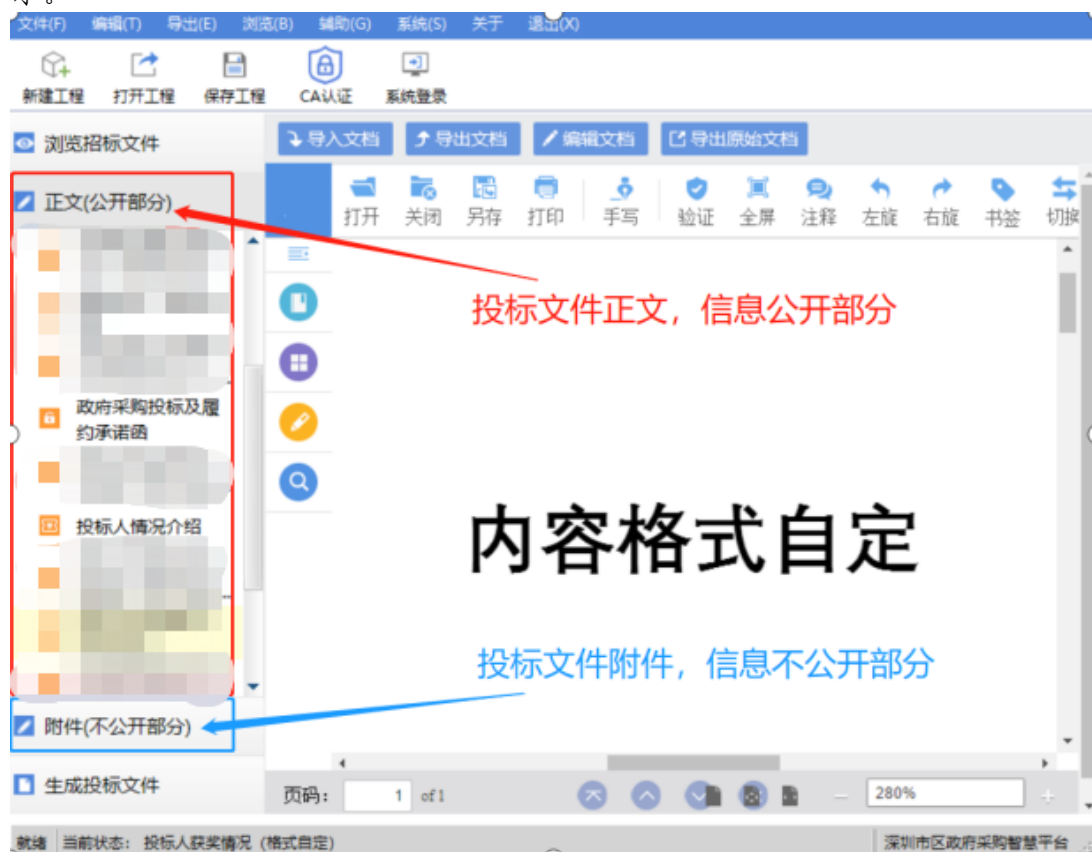 文件(F) 编辑(T) 导出(E) 浏览(B) 辅助(G) 系统(S) 关于 退出(X)
新建工程 打开工程 保存工程 CA认证 系统登录
浏览招标文件
导入文档 导出文档 编辑文档 导出原始文档
正文(公开部分)
打开 关闭 另存 打印 手写 验证 全屏 注释 左旋 右旋 书签 切换
投标文件正文，信息公开部分
政府采购投标及履
约承诺函
投标人情况介绍
内容格式自定
投标文件附件，信息不公开部分
附件(不公开部分)
生成投标文件
页码: 1 of 1 280%
就绪 当前状态: 投标人获奖情况 (格式自定) 深圳市区政府采购智慧平台